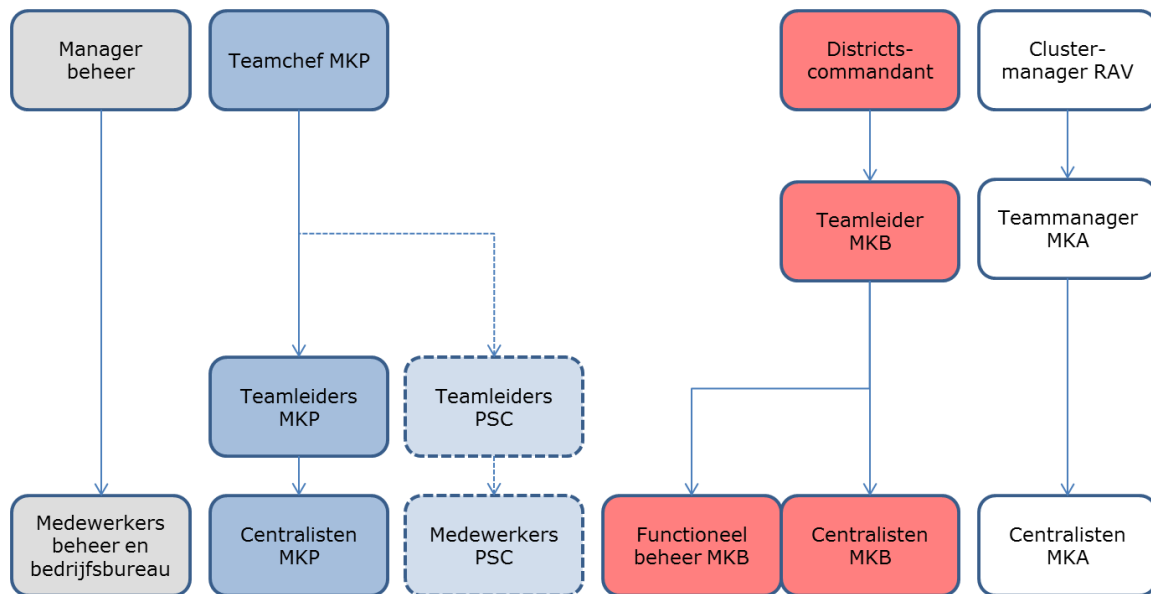 Manager
beheer
Teamchef MKP
Districts-
commandant
Cluster-
manager RAV
Teamleider
MKB
Teammanager
MKA
Teamleiders
MKP
Teamleiders
PSC
Medewerkers
beheer en
bedrijfsbureau
Centralisten
MKP
Medewerkers
PSC
Functioneel
beheer MKB
Centralisten
MKB
Centralisten
MKA